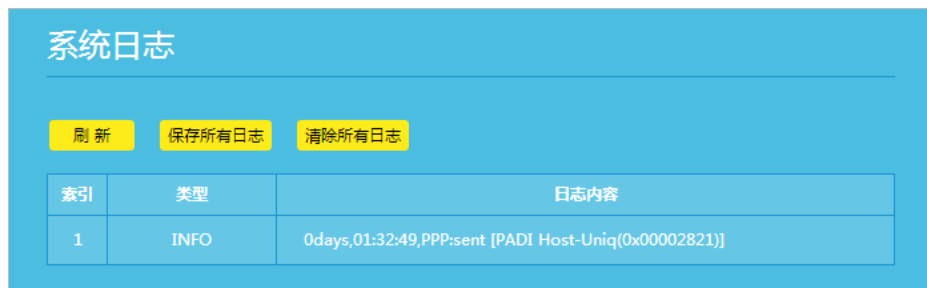 系统日志
刷 新 保存所有日志 清除所有日志
索引 类型 日志内容
1 INFO 0days,01:32:49,PPP:sent [PADI Host-Uniq(0x00002821)]